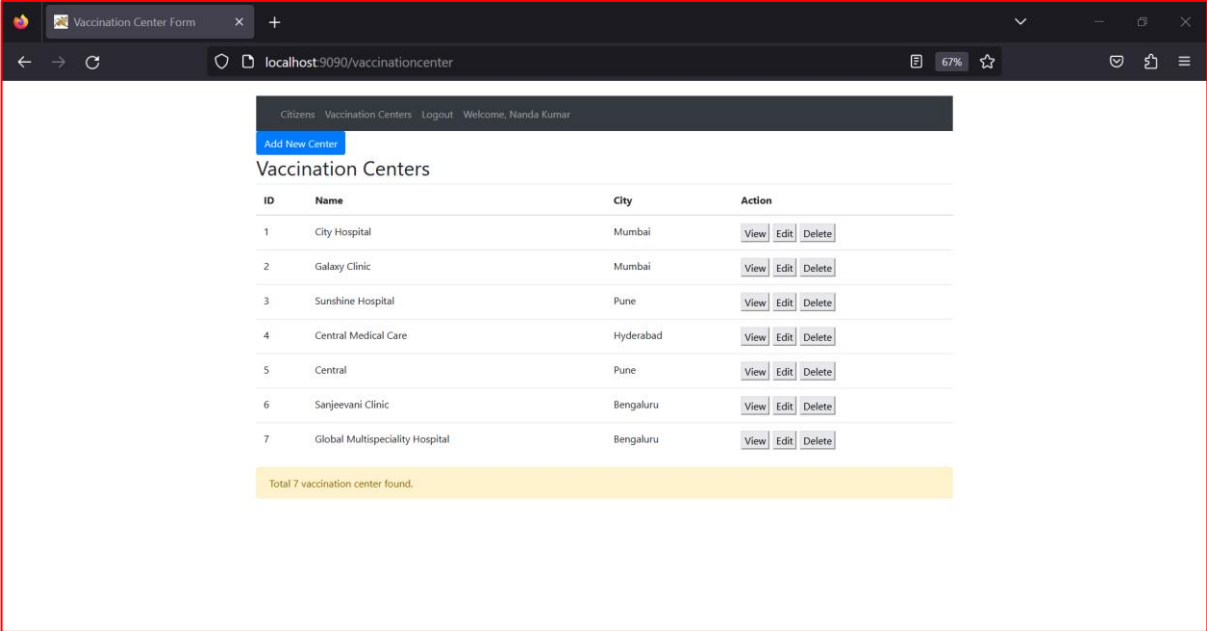 Vaccination Center Form
localhost:9090/vaccinationcenter
67%
Citizens Vaccination Centers Logout Welcome, Nanda Kumar
Add New Center
Vaccination Centers
ID Name City Action
1 City Hospital Mumbai View Edit Delete
2 Galaxy Clinic Mumbai View Edit Delete
3 Sunshine Hospital Pune View Edit Delete
4 Central Medical Care Hyderabad View Edit Delete
5 Central Pune View Edit Delete
6 Sanjeevani Clinic Bengaluru View Edit Delete
7 Global Multispeciality Hospital Bengaluru View Edit Delete
Total 7 vaccination center found.